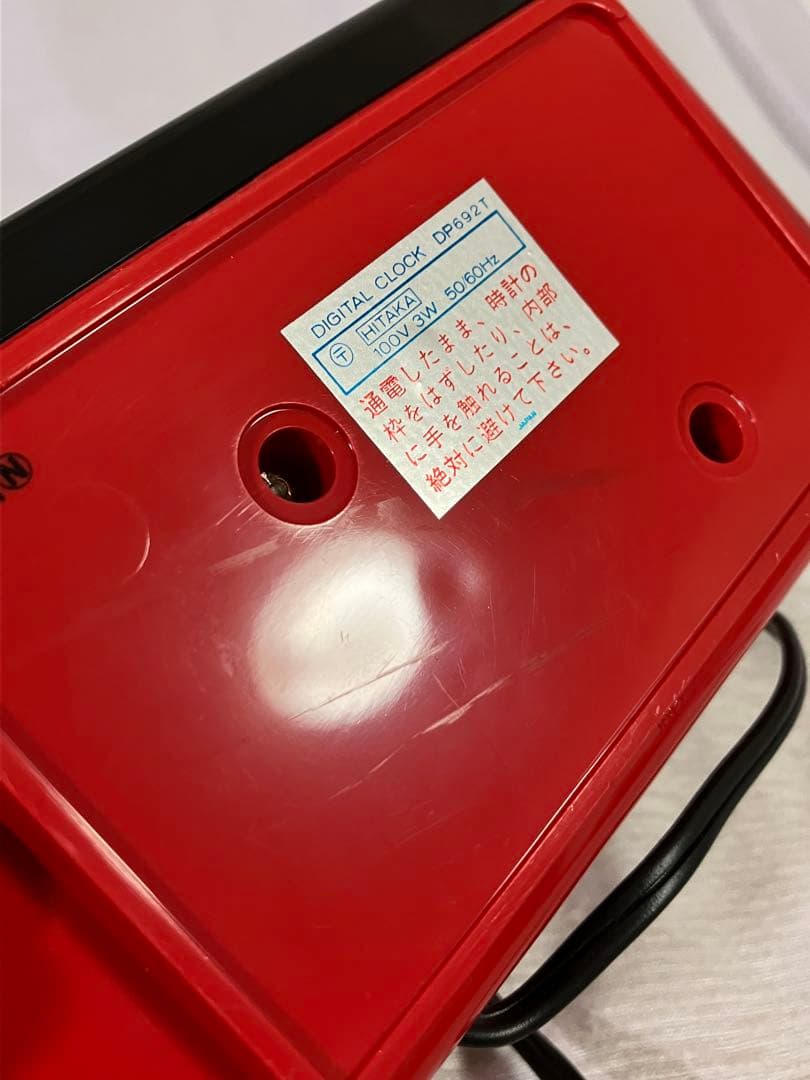 DIGITAL CLOCK DP692T
〒 HITAKA
100V 3W 50/60Hz
通電したまま、時計の
枠をはずしたり、内部
に手を触れることは、
絶対に避けて下さい。
JAPAN